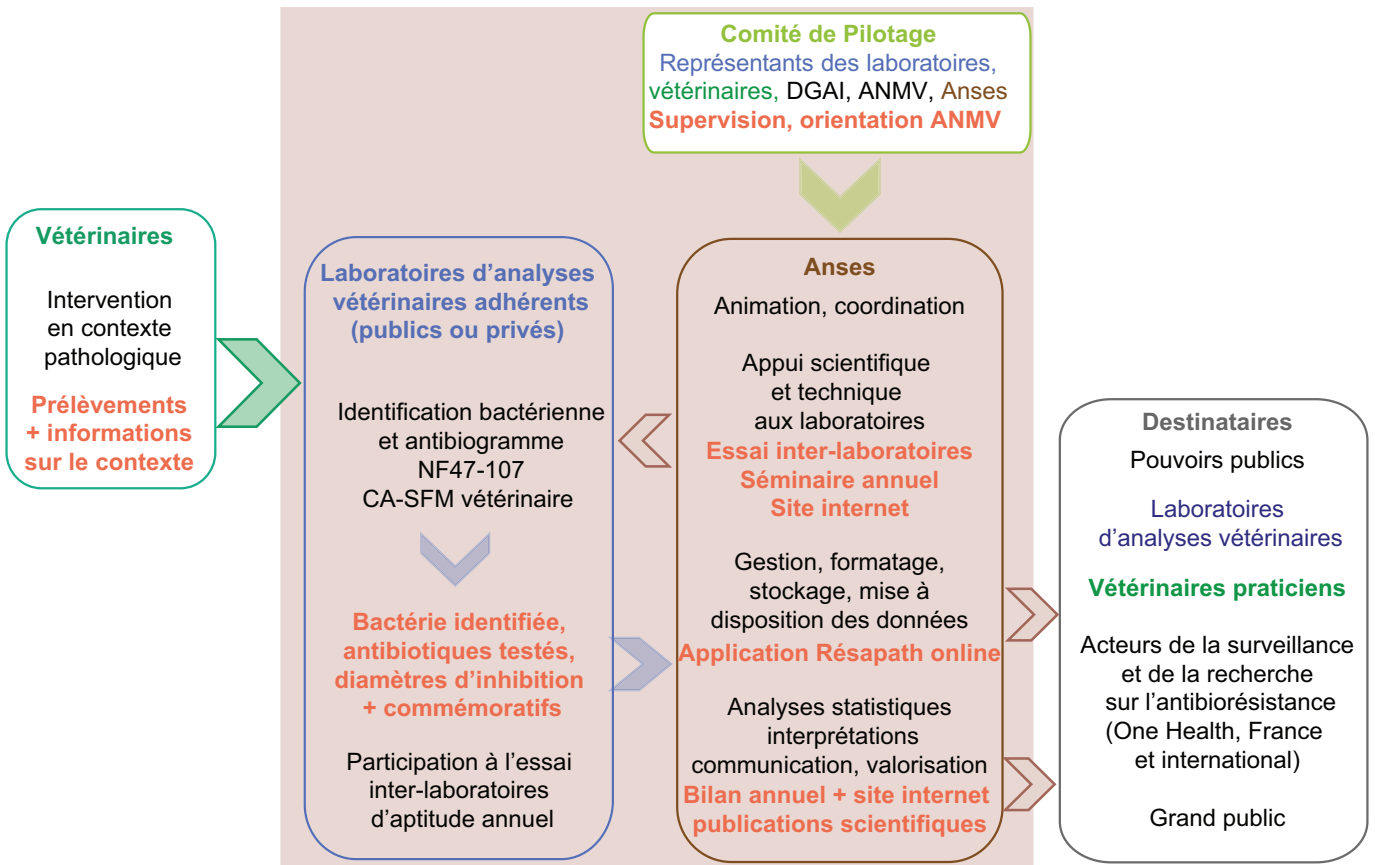 Comité de Pilotage
Représentants des laboratoires,
vétérinaires, DGAI, ANMV, Anses
Supervision, orientation ANMV
Vétérinaires
Intervention
en contexte
pathologique
Prélèvements
+ informations
sur le contexte
Laboratoires d’analyses
vétérinaires adhérents
(publics ou privés)
Identification bactérienne
et antibiogramme
NF47-107
CA-SFM vétérinaire
Bactérie identifiée,
antibiotiques testés,
diamètres d’inhibition
+ commémoratifs
Participation à l’essai
inter-laboratoires
d’aptitude annuel
Anses
Animation, coordination
Appui scientifique
et technique
aux laboratoires
Essai inter-laboratoires
Séminaire annuel
Site internet
Gestion, formatage,
stockage, mise à
disposition des données
Application Résapath online
Analyses statistiques
interprétations
communication, valorisation
Bilan annuel + site internet
publications scientifiques
Destinataires
Pouvoirs publics
Laboratoires
d’analyses vétérinaires
Vétérinaires praticiens
Acteurs de la surveillance
et de la recherche
sur l’antibiorésistance
(One Health, France
et international)
Grand public